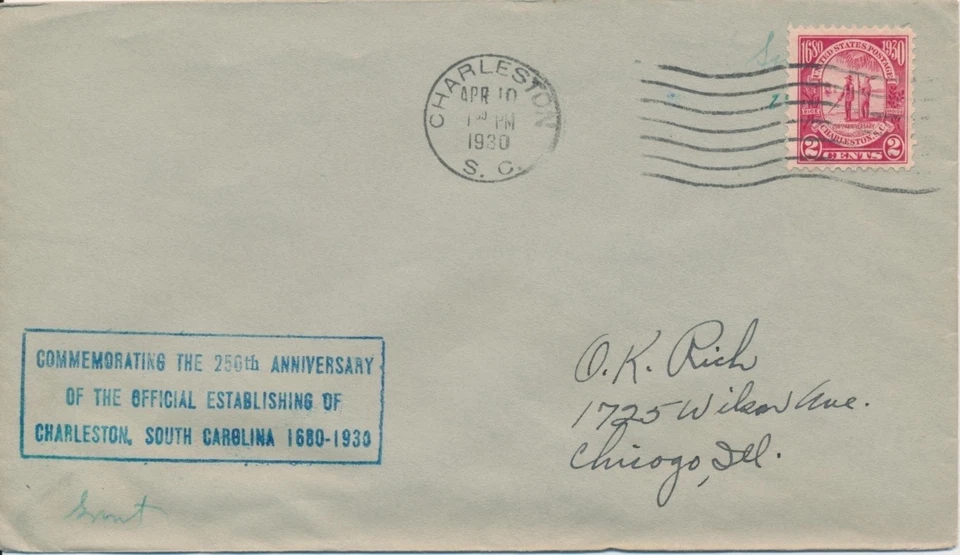 CHARLESTON
APR 10
PM
1930
S. C.
1680 1930
UNITED STATES POSTAGE
CHARLESTON, S.C.
2 CENTS 2
COMMEMORATING THE 250th ANNIVERSARY
OF THE OFFICIAL ESTABLISHING OF
CHARLESTON, SOUTH CAROLINA 1680-1930
O. K. Rich
1725 Wilson Ave.
Chicago, Ill.
Grant